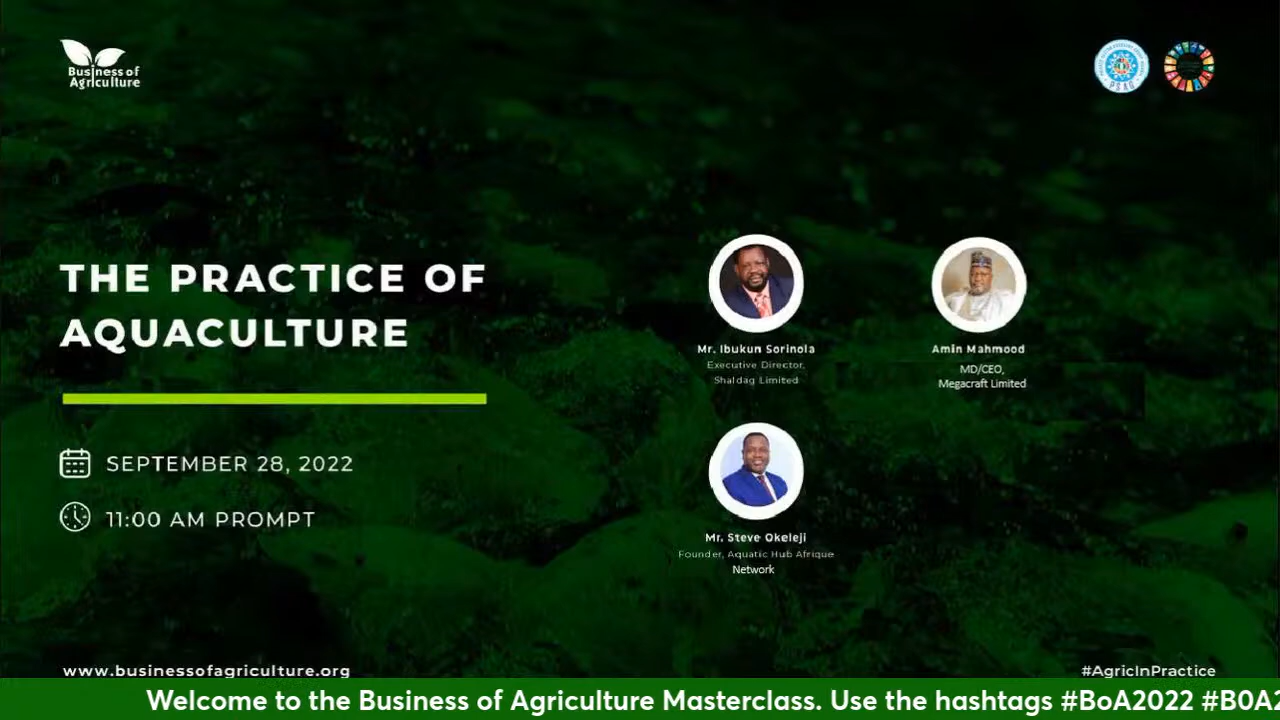 Business of
Agriculture
PSAG
THE PRACTICE OF
AQUACULTURE
SEPTEMBER 28, 2022
11:00 AM PROMPT
Mr. Ibukun Sorinola
Executive Director,
Shaldag Limited
Amin Mahmood
MD/CEO,
Megacraft Limited
Mr. Steve Okeleji
Founder, Aquatic Hub Afrique
Network
www.businessofagriculture.org
#AgricInPractice
Welcome to the Business of Agriculture Masterclass. Use the hashtags #BoA2022 #B0A2